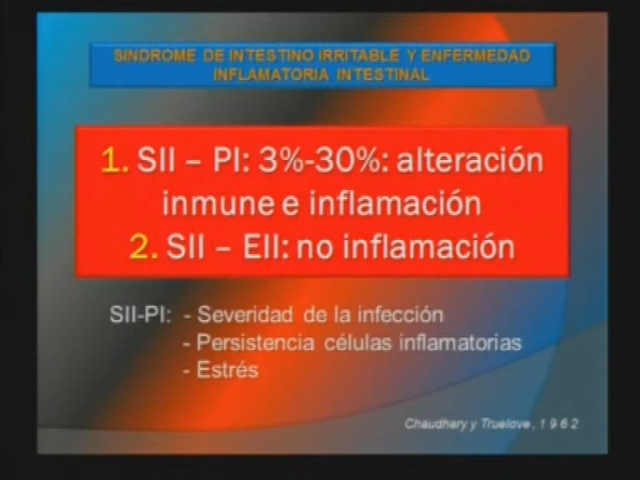 SINDROME DE INTESTINO IRRITABLE Y ENFERMEDAD
INFLAMATORIA INTESTINAL
1. SII – PI: 3%-30%: alteración
inmune e inflamación
2. SII – EII: no inflamación
SII-PI: - Severidad de la infección
- Persistencia células inflamatorias
- Estrés
Chaudhary y Truelove, 1962